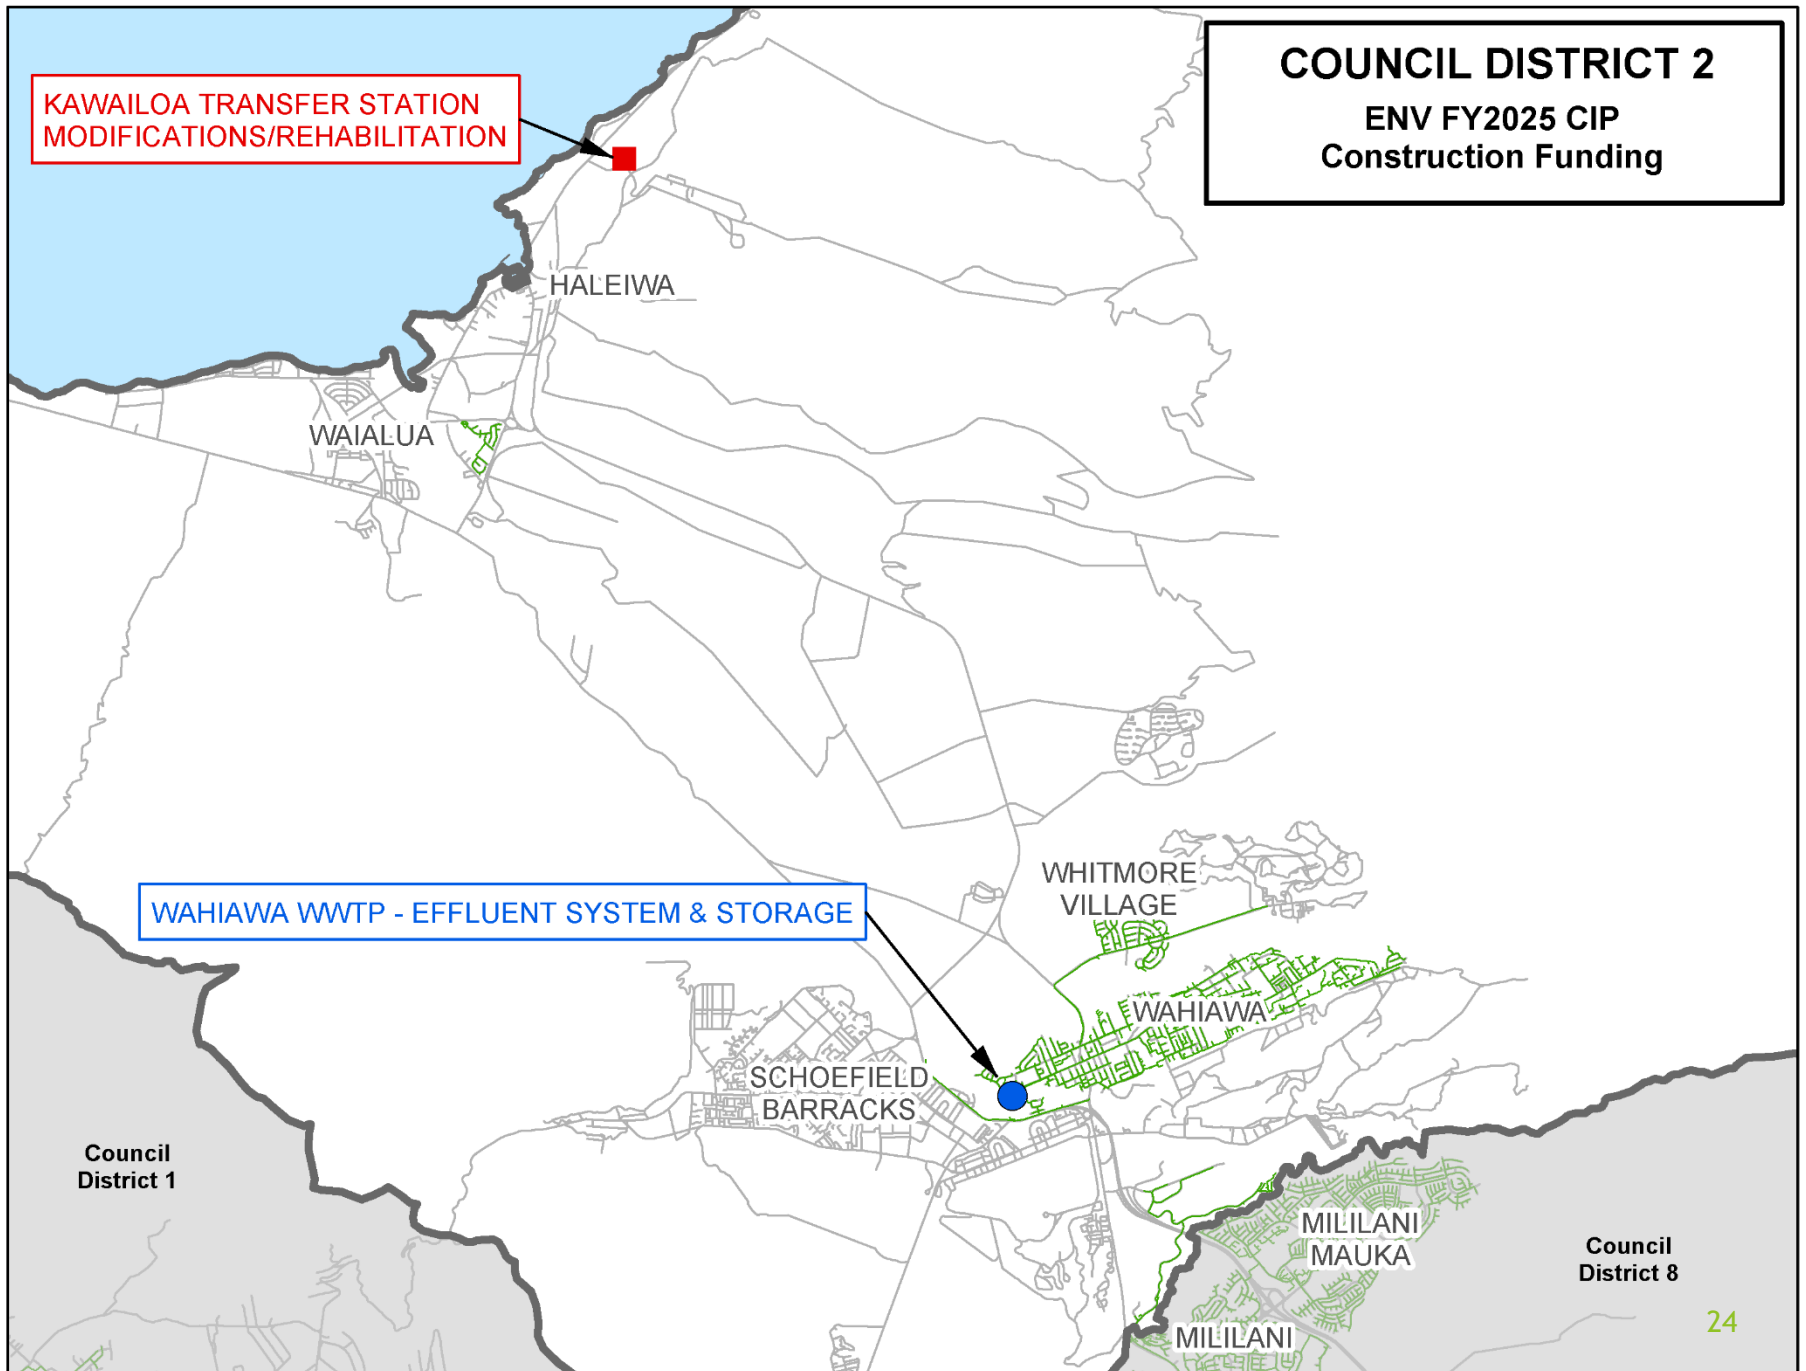 COUNCIL DISTRICT 2
ENV FY2025 CIP
Construction Funding
KAWAILOA TRANSFER STATION
MODIFICATIONS/REHABILITATION
HALEIWA
WAIALUA
WHITMORE
VILLAGE
WAHIAWA WWTP - EFFLUENT SYSTEM & STORAGE
WAHIAWA
SCHOEFIELD
BARRACKS
Council
District 1
MILILANI
MAUKA
Council
District 8
MILILANI
24